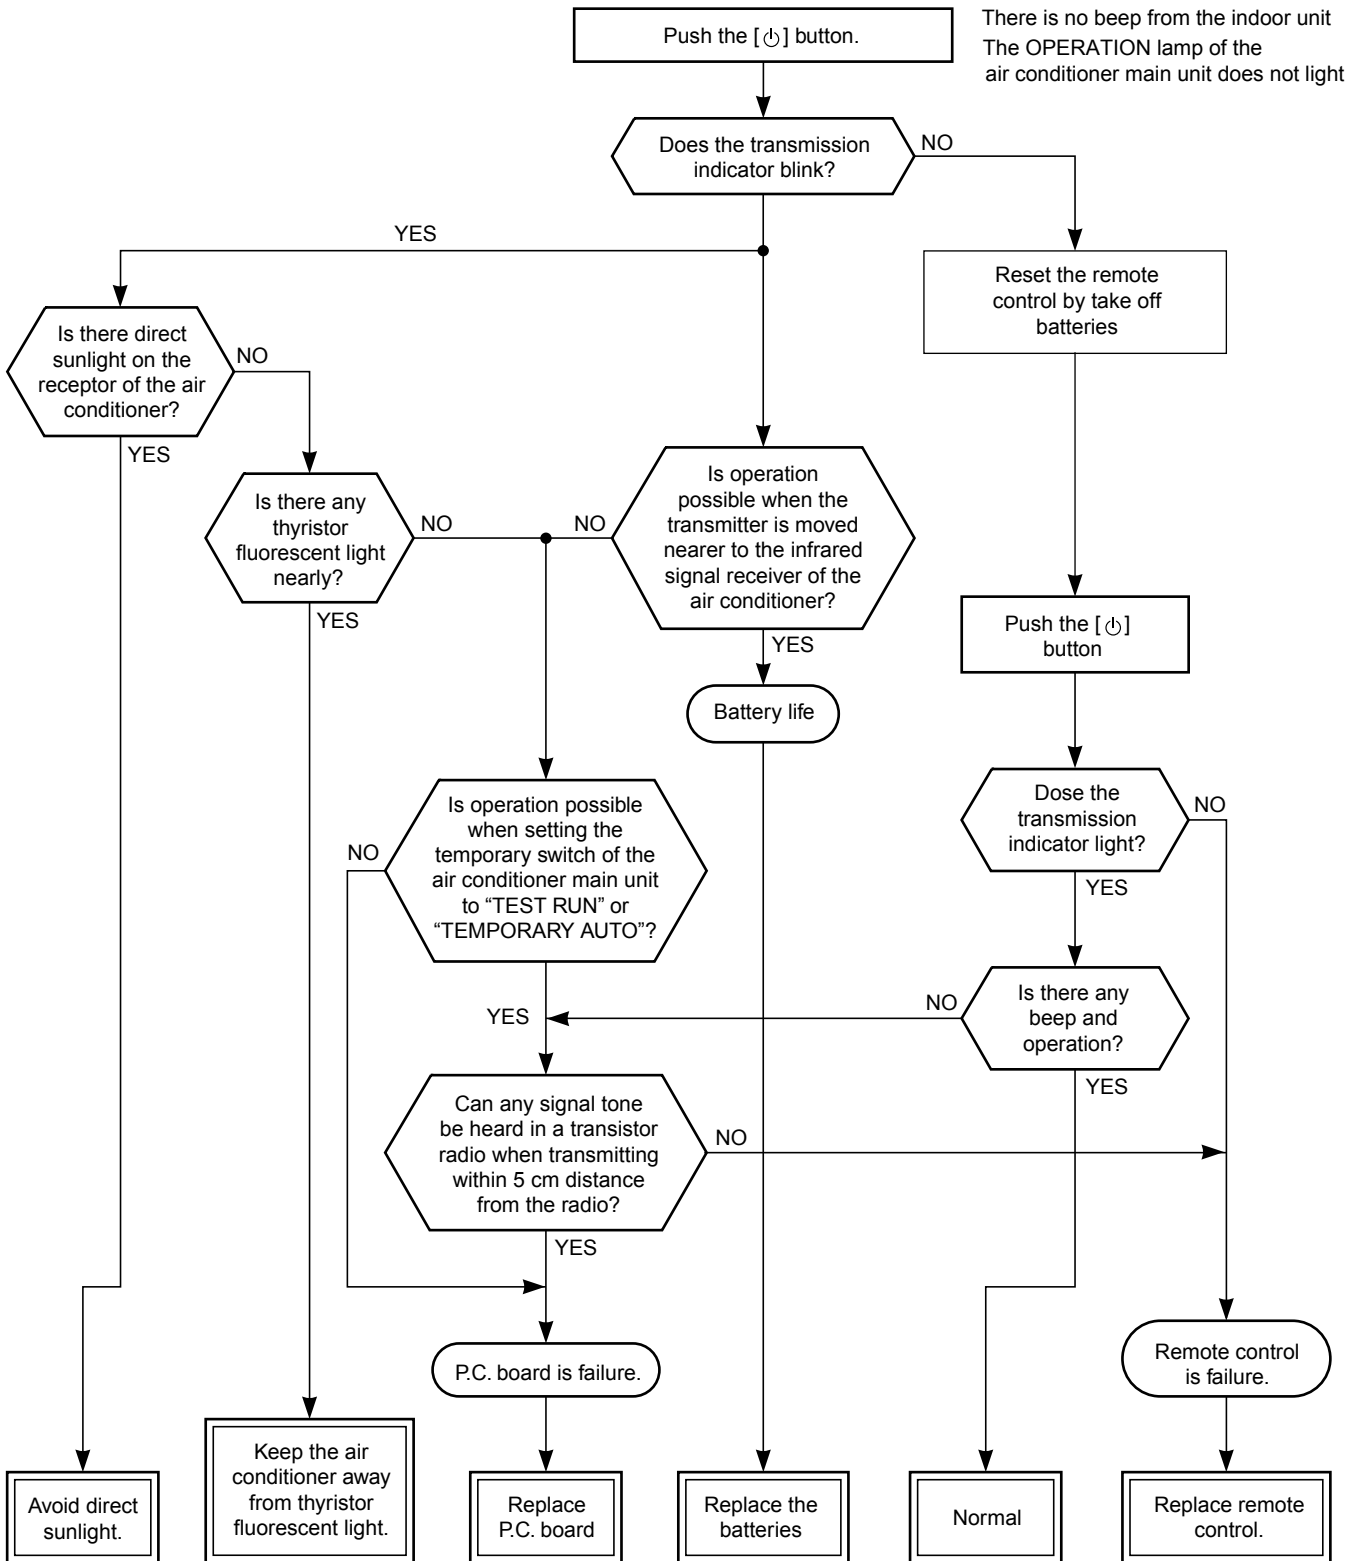 Push the [⏻] button.
There is no beep from the indoor unit
The OPERATION lamp of the
air conditioner main unit does not light
Does the transmission
indicator blink?
NO
YES
Reset the remote
control by take off
batteries
Is there direct
sunlight on the
receptor of the air
conditioner?
NO
YES
Is there any
thyristor
fluorescent light
nearly?
NO
YES
Is operation
possible when the
transmitter is moved
nearer to the infrared
signal receiver of the
air conditioner?
NO
YES
Push the [⏻]
button
Battery life
Is operation possible
when setting the
temporary switch of the
air conditioner main unit
to “TEST RUN” or
“TEMPORARY AUTO”?
NO
YES
Dose the
transmission
indicator light?
NO
YES
Is there any
beep and
operation?
NO
YES
Can any signal tone
be heard in a transistor
radio when transmitting
within 5 cm distance
from the radio?
NO
YES
P.C. board is failure.
Remote control
is failure.
Avoid direct
sunlight.
Keep the air
conditioner away
from thyristor
fluorescent light.
Replace
P.C. board
Replace the
batteries
Normal
Replace remote
control.